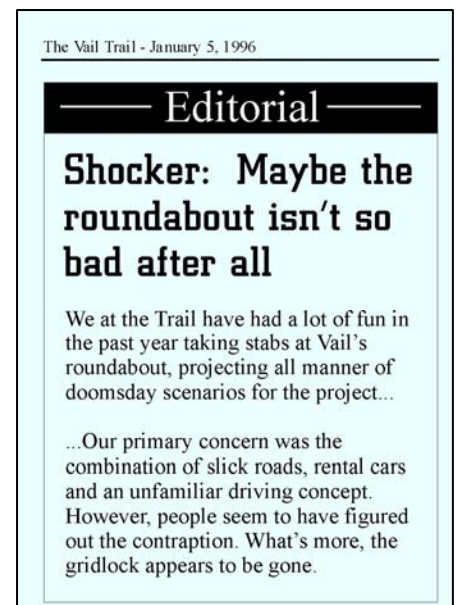 The Vail Trail - January 5, 1996
Editorial
Shocker: Maybe the
roundabout isn't so
bad after all
We at the Trail have had a lot of fun in
the past year taking stabs at Vail's
roundabout, projecting all manner of
doomsday scenarios for the project...
...Our primary concern was the
combination of slick roads, rental cars
and an unfamiliar driving concept.
However, people seem to have figured
out the contraption. What's more, the
gridlock appears to be gone.